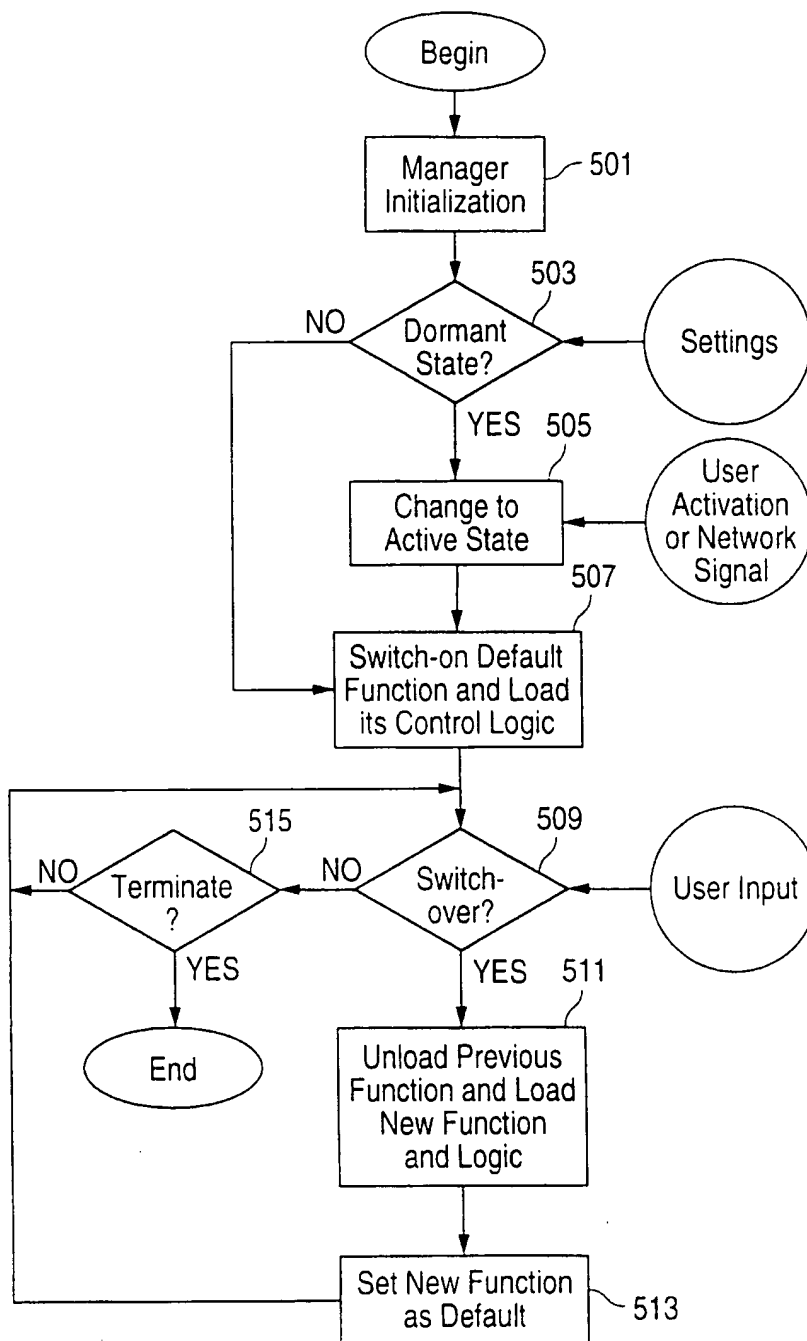 Begin
Manager
Initialization
501
503
NO
Dormant
State?
Settings
YES
505
Change to
Active State
User
Activation
or Network
Signal
507
Switch-on Default
Function and Load
its Control Logic
515
509
NO
Terminate
?
NO
Switch-
over?
User Input
YES
YES
511
End
Unload Previous
Function and Load
New Function
and Logic
Set New Function
as Default
513